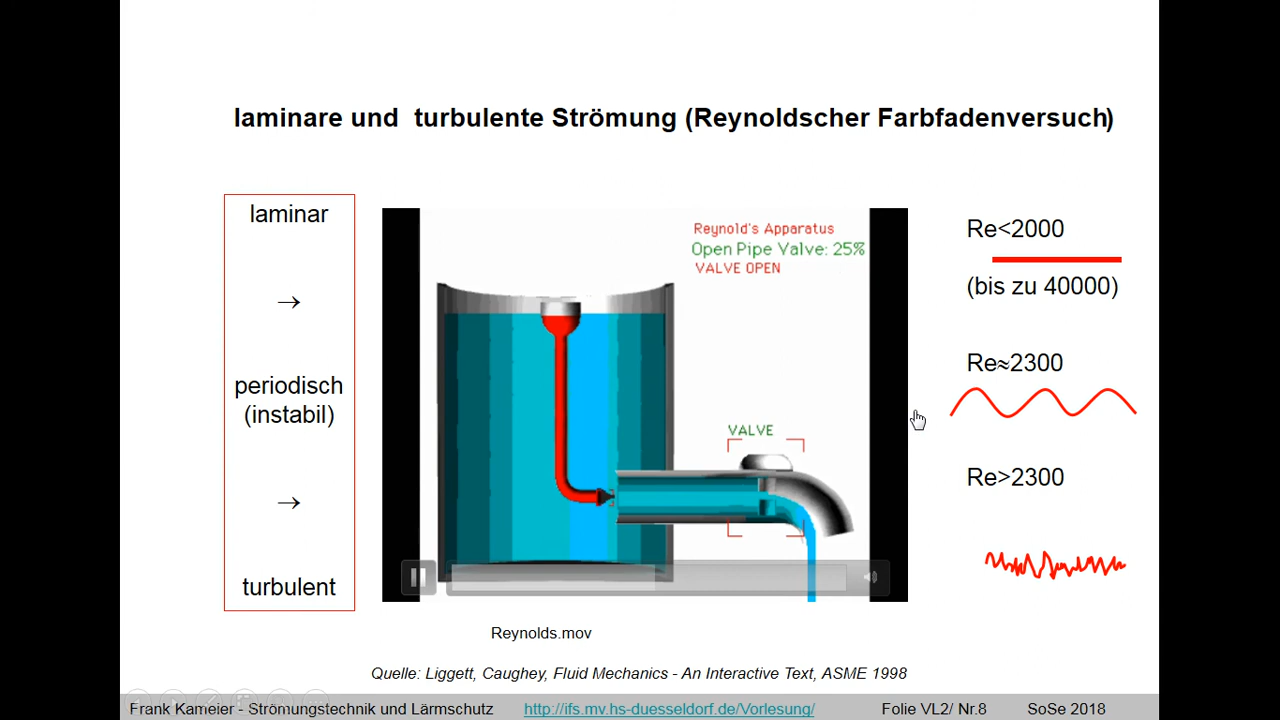 laminare und turbulente Strömung (Reynoldscher Farbfadenversuch)
laminar
→
periodisch
(instabil)
→
turbulent
Reynold's Apparatus
Open Pipe Valve: 25%
VALVE OPEN
VALVE
Re<2000
(bis zu 40000)
Re≈2300
Re>2300
Reynolds.mov
Quelle: Liggett, Caughey, Fluid Mechanics - An Interactive Text, ASME 1998
Frank Kameier - Strömungstechnik und Lärmschutz http://ifs.mv.hs-duesseldorf.de/Vorlesung/ Folie VL2/ Nr.8 SoSe 2018